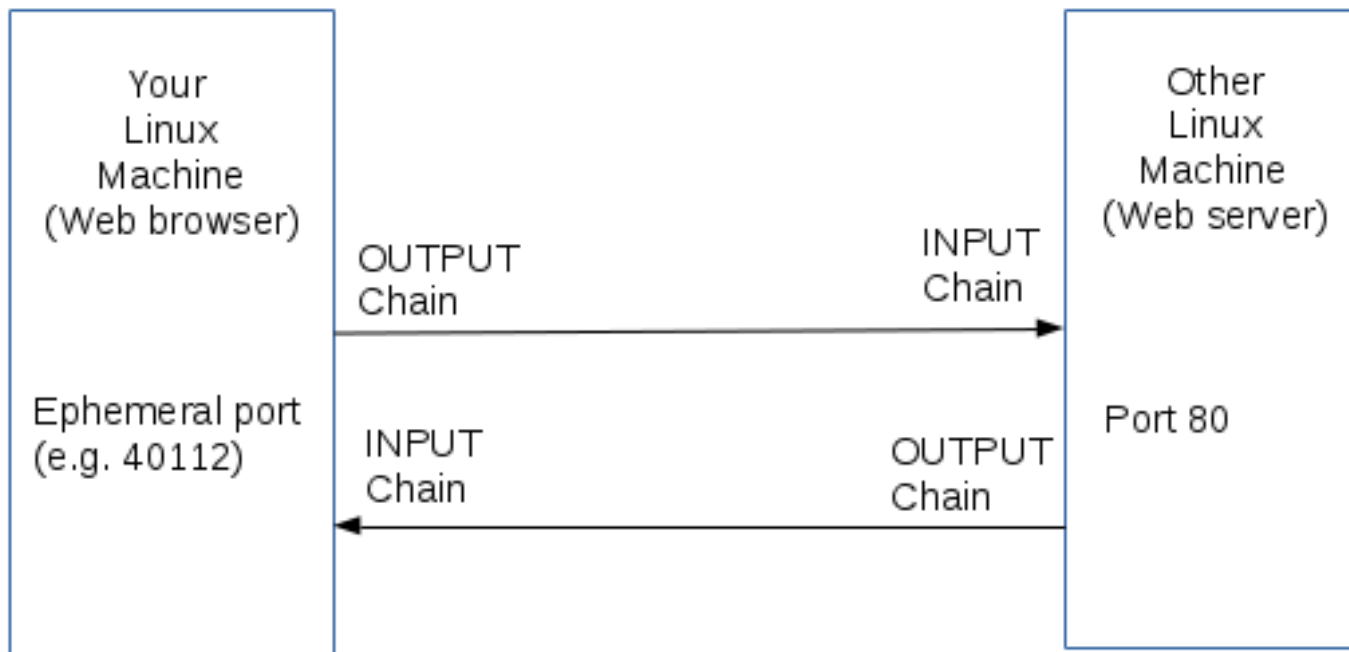 Your
Linux
Machine
(Web browser)
Other
Linux
Machine
(Web server)
OUTPUT
Chain
INPUT
Chain
Ephemeral port
(e.g. 40112)
Port 80
INPUT
Chain
OUTPUT
Chain